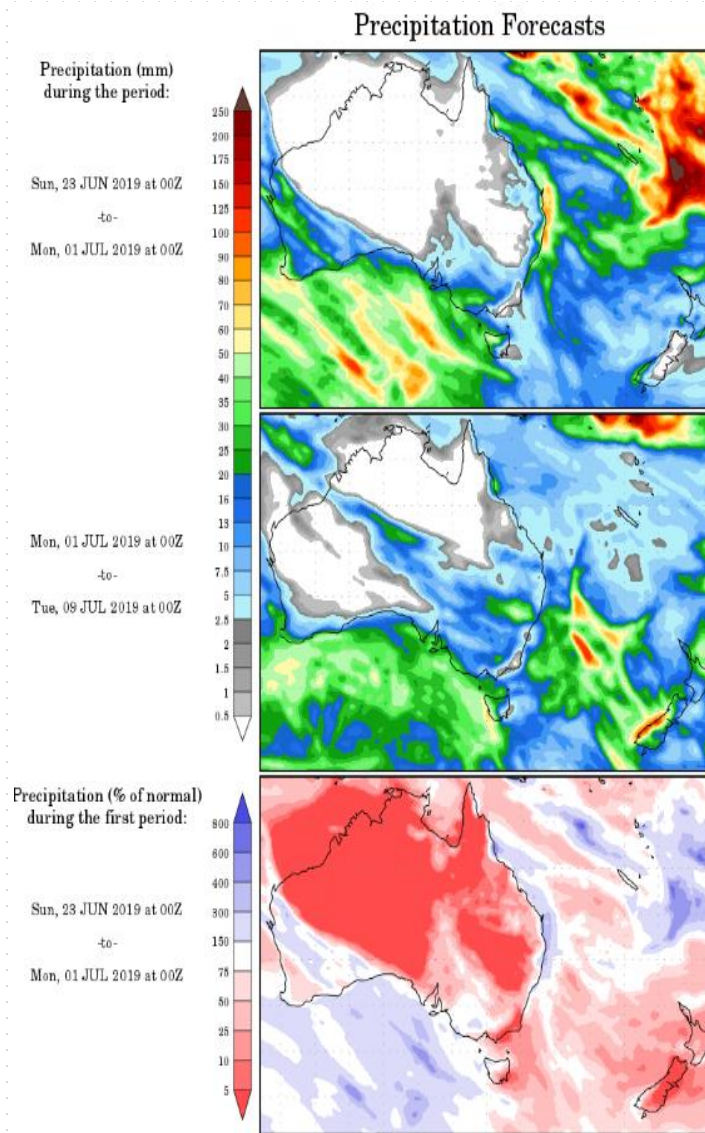 Precipitation Forecasts
Precipitation (mm)
during the period:
Sun, 23 JUN 2019 at 00Z
-to-
Mon, 01 JUL 2019 at 00Z
250
200
175
150
125
100
90
80
70
60
50
40
35
30
25
20
16
13
10
7.5
5
2.5
2
1.5
1
0.5
Mon, 01 JUL 2019 at 00Z
-to-
Tue, 09 JUL 2019 at 00Z
Precipitation (% of normal)
during the first period:
Sun, 23 JUN 2019 at 00Z
-to-
Mon, 01 JUL 2019 at 00Z
800
600
400
300
150
75
50
25
10
5